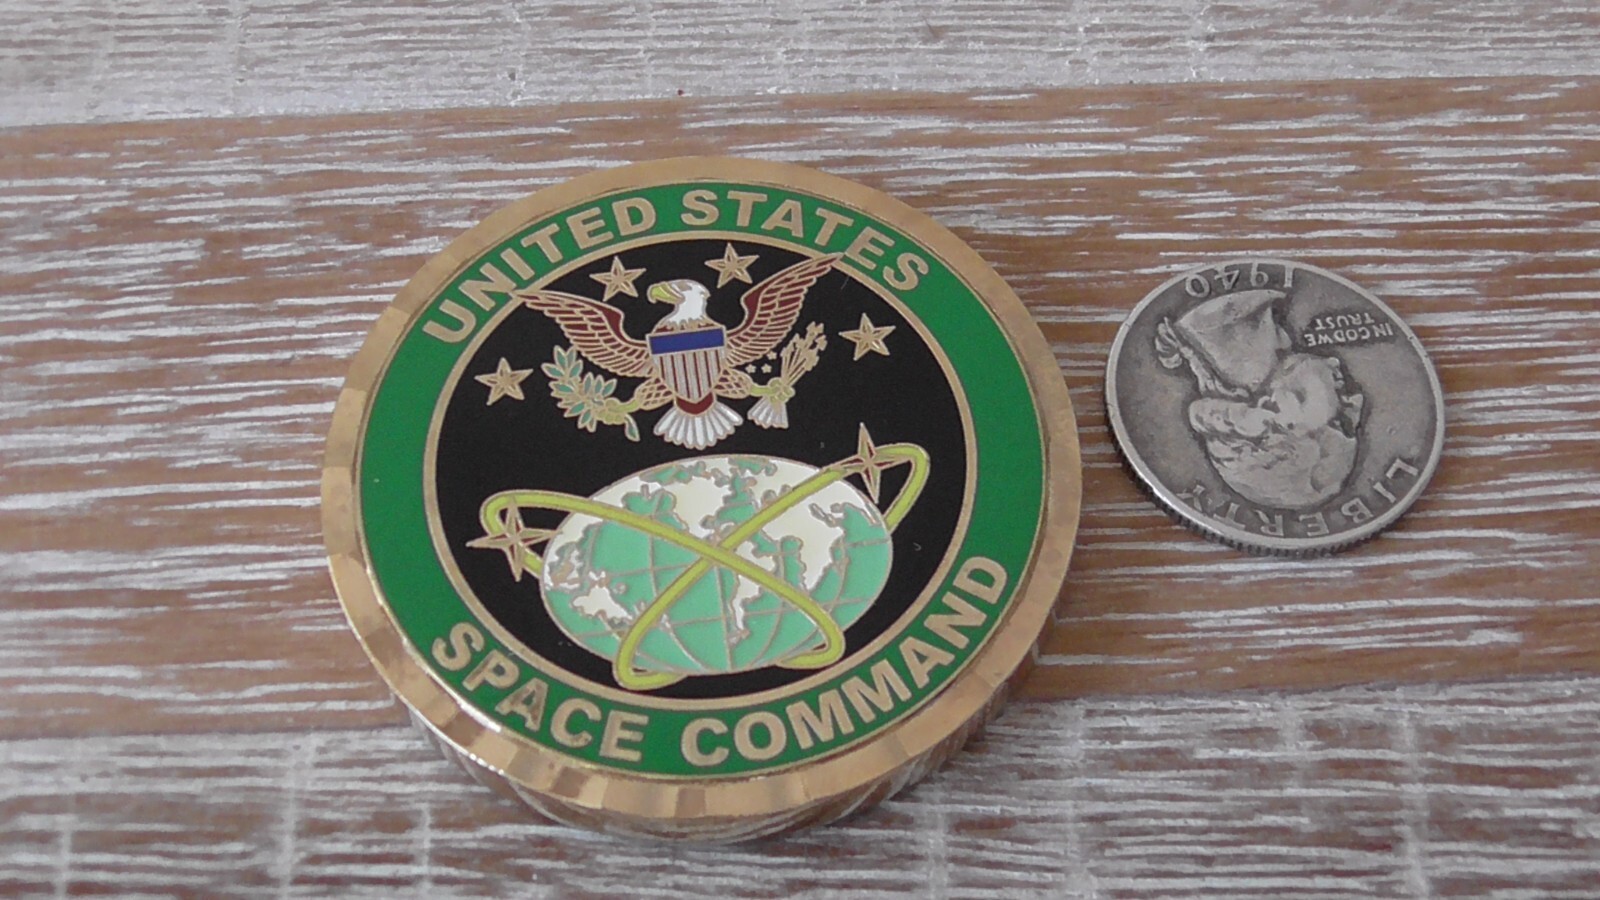 UNITED STATES
SPACE COMMAND
LIBERTY
IN GOD WE
TRUST
1940